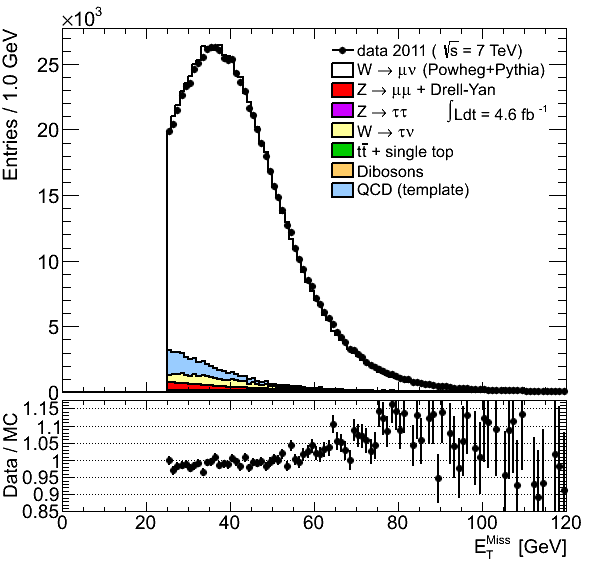 ×10³
Entries / 1.0 GeV
25
20
15
10
5
0
data 2011 ( √s = 7 TeV)
W → μν (Powheg+Pythia)
Z → μμ + Drell-Yan
Z → ττ
∫Ldt = 4.6 fb⁻¹
W → τν
tt̄ + single top
Dibosons
QCD (template)
Data / MC
1.15
1.1
1.05
1
0.95
0.9
0.85
0 20 40 60 80 100 120
E_T^Miss [GeV]